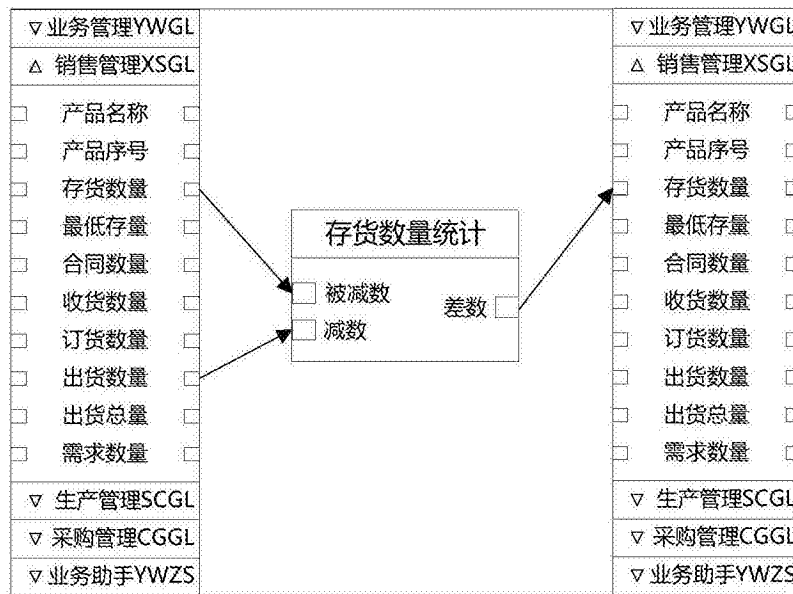 ▽业务管理YWGL
△ 销售管理XSGL
产品名称
产品序号
存货数量
最低存量
合同数量
收货数量
订货数量
出货数量
出货总量
需求数量
▽ 生产管理SCGL
▽ 采购管理CGGL
▽业务助手YWZS
存货数量统计
被减数
减数
差数
▽业务管理YWGL
△ 销售管理XSGL
产品名称
产品序号
存货数量
最低存量
合同数量
收货数量
订货数量
出货数量
出货总量
需求数量
▽ 生产管理SCGL
▽ 采购管理CGGL
▽业务助手YWZS